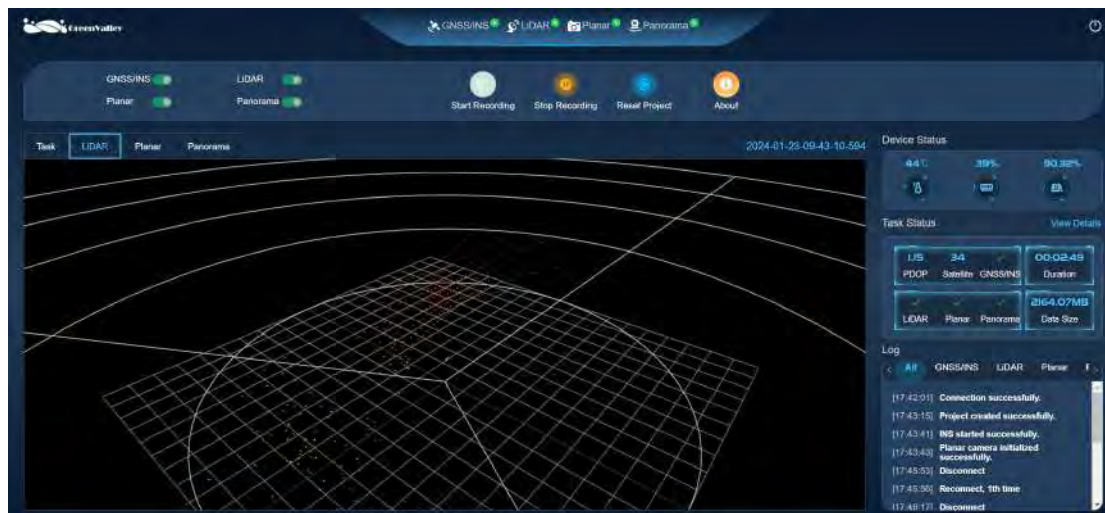 GreenValley
GNSS/INS LiDAR Planar Panorama
GNSS/INS LiDAR
Planar Panorama
Start Recording Stop Recording Reset Project About
Task LiDAR Planar Panorama 2024-01-23-09-43-10-594
Device Status
44℃ 39% 90.32%
Task Status View Details
1.15 34 00:02:49
PDOP Satellite GNSS/INS Duration
2164.07MB
LiDAR Planar Panorama Data Size
Log
< All GNSS/INS LiDAR Planar
[17:42:01] Connection successfully.
[17:43:15] Project created successfully.
[17:43:41] INS started successfully.
[17:43:43] Planar camera initialized
successfully.
[17:45:53] Disconnect
[17:45:56] Reconnect, 1th time
Disconnect